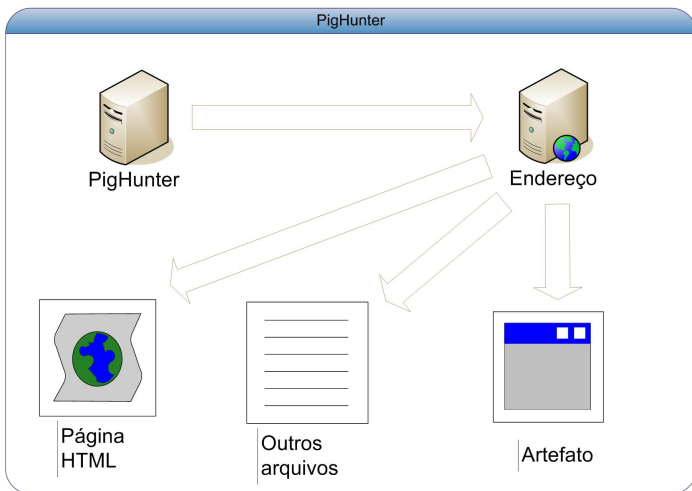 PigHunter
PigHunter
Endereço
Página
HTML
Outros
arquivos
Artefato